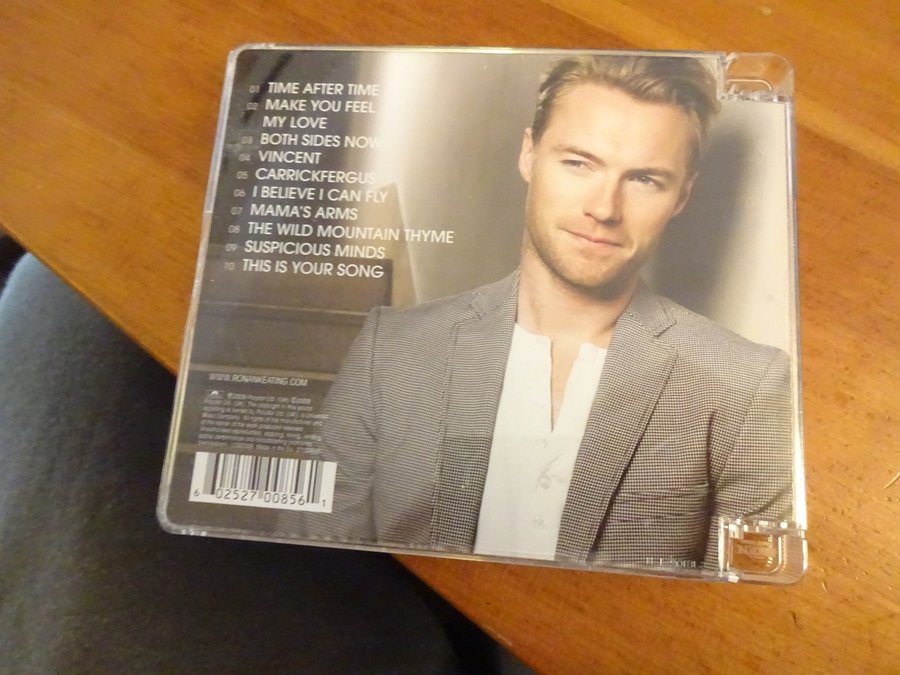 01 TIME AFTER TIME
02 MAKE YOU FEEL
MY LOVE
03 BOTH SIDES NOW
04 VINCENT
05 CARRICKFERGUS
06 I BELIEVE I CAN FLY
07 MAMA'S ARMS
08 THE WILD MOUNTAIN THYME
09 SUSPICIOUS MINDS
10 THIS IS YOUR SONG
WWW.RONANKEATING.COM
6 02527 00856 1